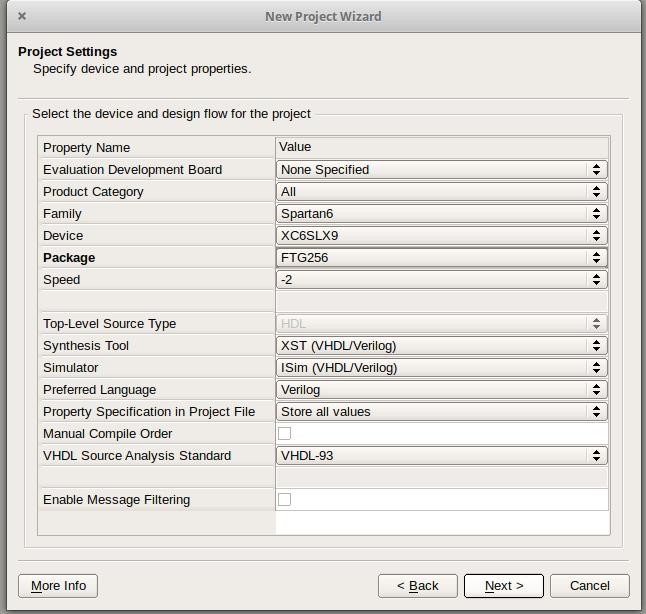 New Project Wizard
Project Settings
Specify device and project properties.
Select the device and design flow for the project
Property Name Value
Evaluation Development Board None Specified
Product Category All
Family Spartan6
Device XC6SLX9
Package FTG256
Speed -2
Top-Level Source Type HDL
Synthesis Tool XST (VHDL/Verilog)
Simulator ISim (VHDL/Verilog)
Preferred Language Verilog
Property Specification in Project File Store all values
Manual Compile Order
VHDL Source Analysis Standard VHDL-93
Enable Message Filtering
More Info < Back Next > Cancel